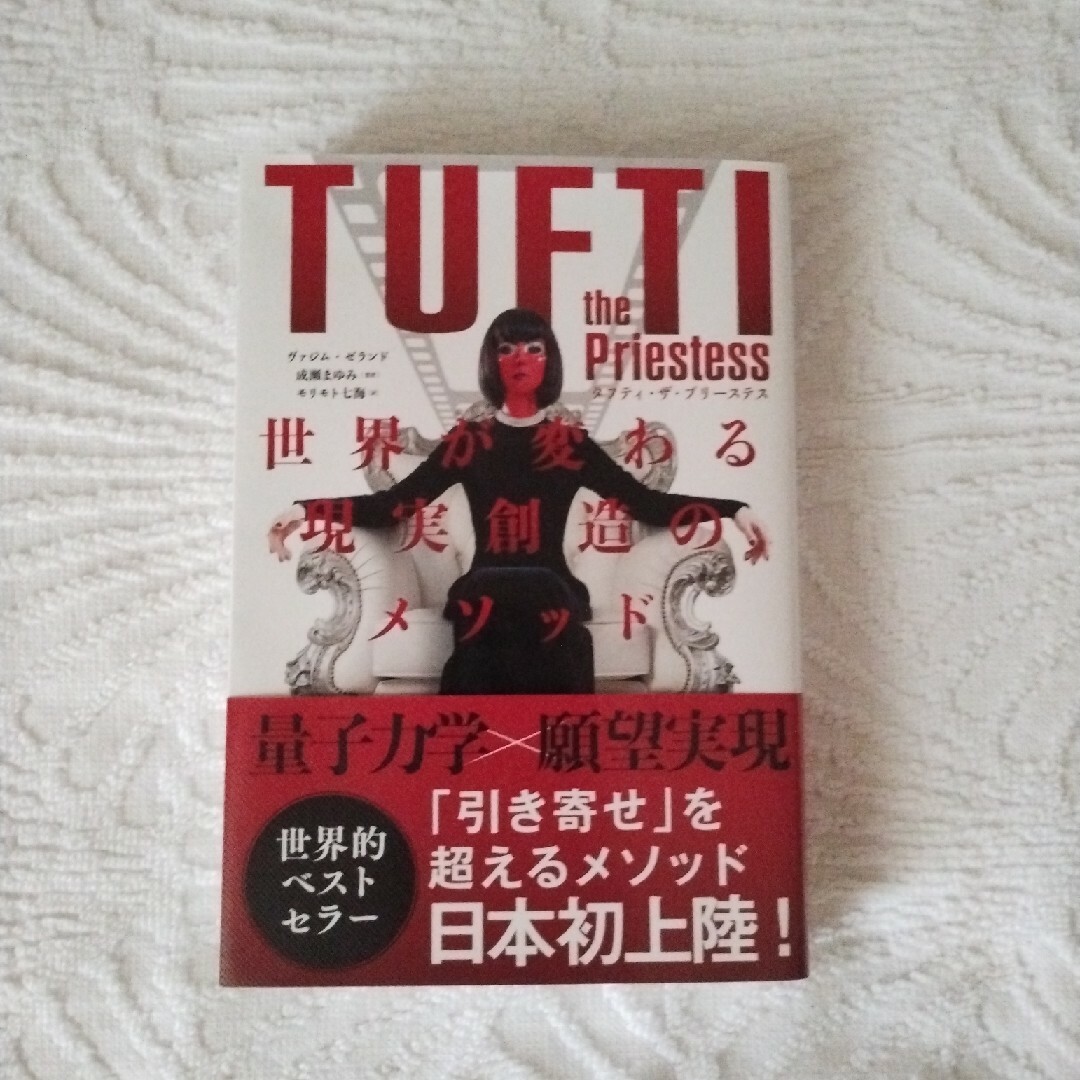 TUFTI
the
Priestess
タフティ・ザ・プリーステス
ヴァジム・ゼランド
成瀬まゆみ 監修
モリモト七海 訳
世界が変わる
現実創造の
メソッド
量子力学×願望実現
世界的
ベスト
セラー
「引き寄せ」を
超えるメソッド
日本初上陸！